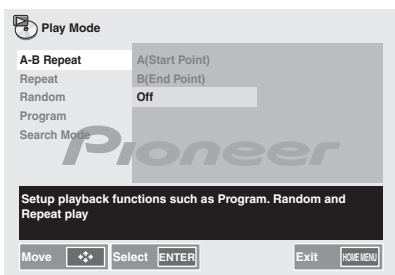 Play Mode
A-B Repeat
A(Start Point)
Repeat
B(End Point)
Random
Off
Program
Search Mode
Pioneer
Setup playback functions such as Program. Random and
Repeat play
Move
Select ENTER
Exit HOME MENU